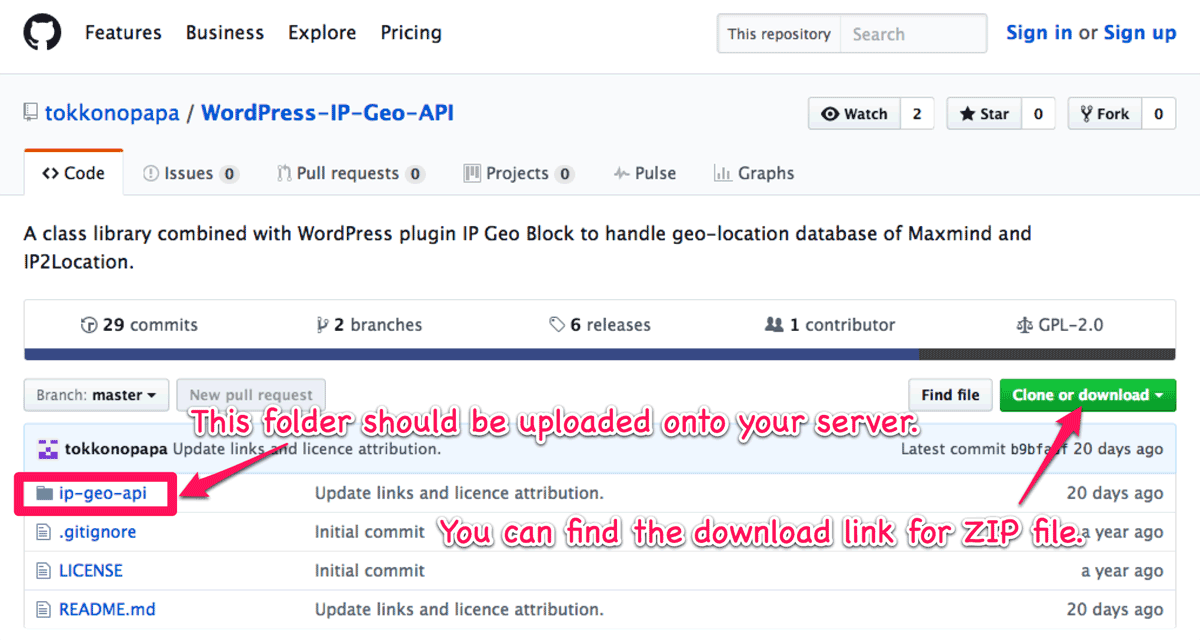 Features Business Explore Pricing This repository Search Sign in or Sign up
tokkonopapa / WordPress-IP-Geo-API Watch 2 Star 0 Fork 0
Code Issues 0 Pull requests 0 Projects 0 Pulse Graphs
A class library combined with WordPress plugin IP Geo Block to handle geo-location database of Maxmind and
IP2Location.
29 commits 2 branches 6 releases 1 contributor GPL-2.0
Branch: master New pull request Find file Clone or download
This folder should be uploaded onto your server.
tokkonopapa Update links and licence attribution. Latest commit 20 days ago
ip-geo-api Update links and licence attribution. 20 days ago
.gitignore Initial commit a year ago
You can find the download link for ZIP file.
LICENSE Initial commit a year ago
README.md Update links and licence attribution. 20 days ago